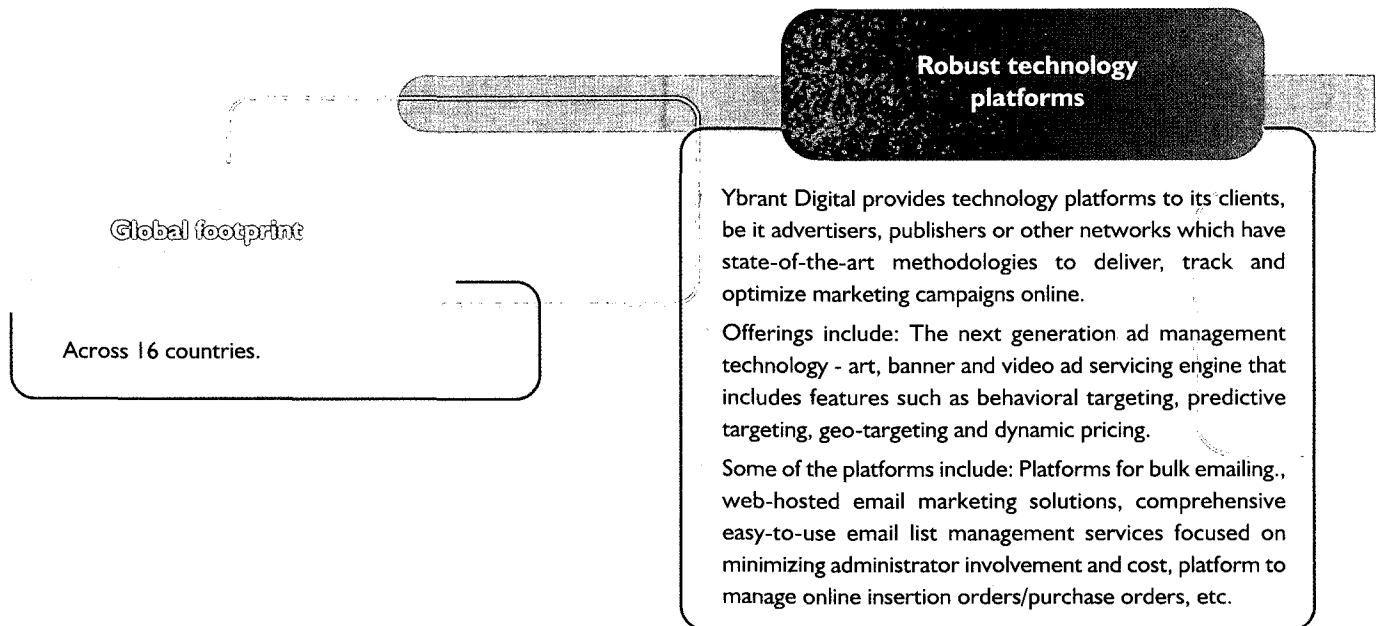 Robust technology
platforms
Global footprint
Across 16 countries.
Ybrant Digital provides technology platforms to its clients,
be it advertisers, publishers or other networks which have
state-of-the-art methodologies to deliver, track and
optimize marketing campaigns online.
Offerings include: The next generation ad management
technology - art, banner and video ad servicing engine that
includes features such as behavioral targeting, predictive
targeting, geo-targeting and dynamic pricing.
Some of the platforms include: Platforms for bulk emailing.,
web-hosted email marketing solutions, comprehensive
easy-to-use email list management services focused on
minimizing administrator involvement and cost, platform to
manage online insertion orders/purchase orders, etc.